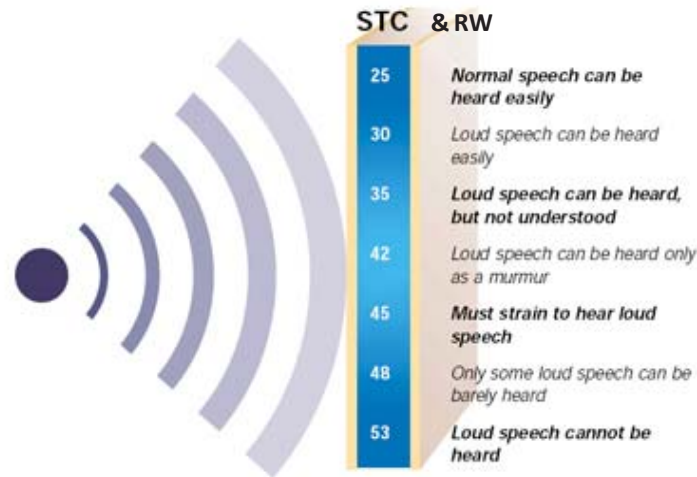 STC & RW
25
Normal speech can be
heard easily
30
Loud speech can be heard
easily
35
Loud speech can be heard,
but not understood
42
Loud speech can be heard only
as a murmur
45
Must strain to hear loud
speech
48
Only some loud speech can be
barely heard
53
Loud speech cannot be
heard